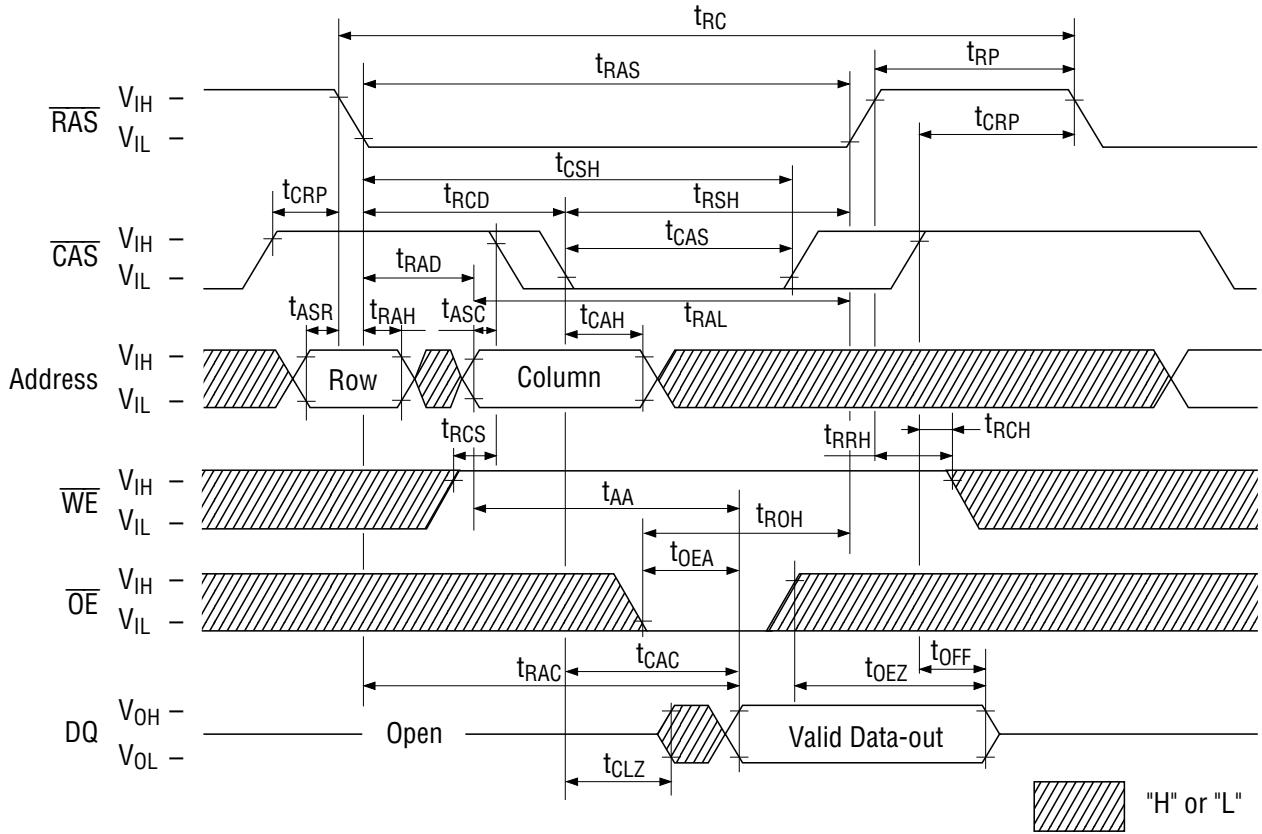 tRC
tRP
tRAS
RAS
VIH
VIL
tCRP
tCSH
tCRP
tRCD
tRSH
CAS
VIH
VIL
tCAS
tRAD
tRAL
tASR
tRAH
tASC
tCAH
Address
VIH
VIL
Row
Column
tRCS
tRRH
tRCH
WE
VIH
VIL
tAA
tROH
tOEA
OE
VIH
VIL
tRAC
tCAC
tOEZ
tOFF
DQ
VOH
VOL
Open
Valid Data-out
tCLZ
"H" or "L"